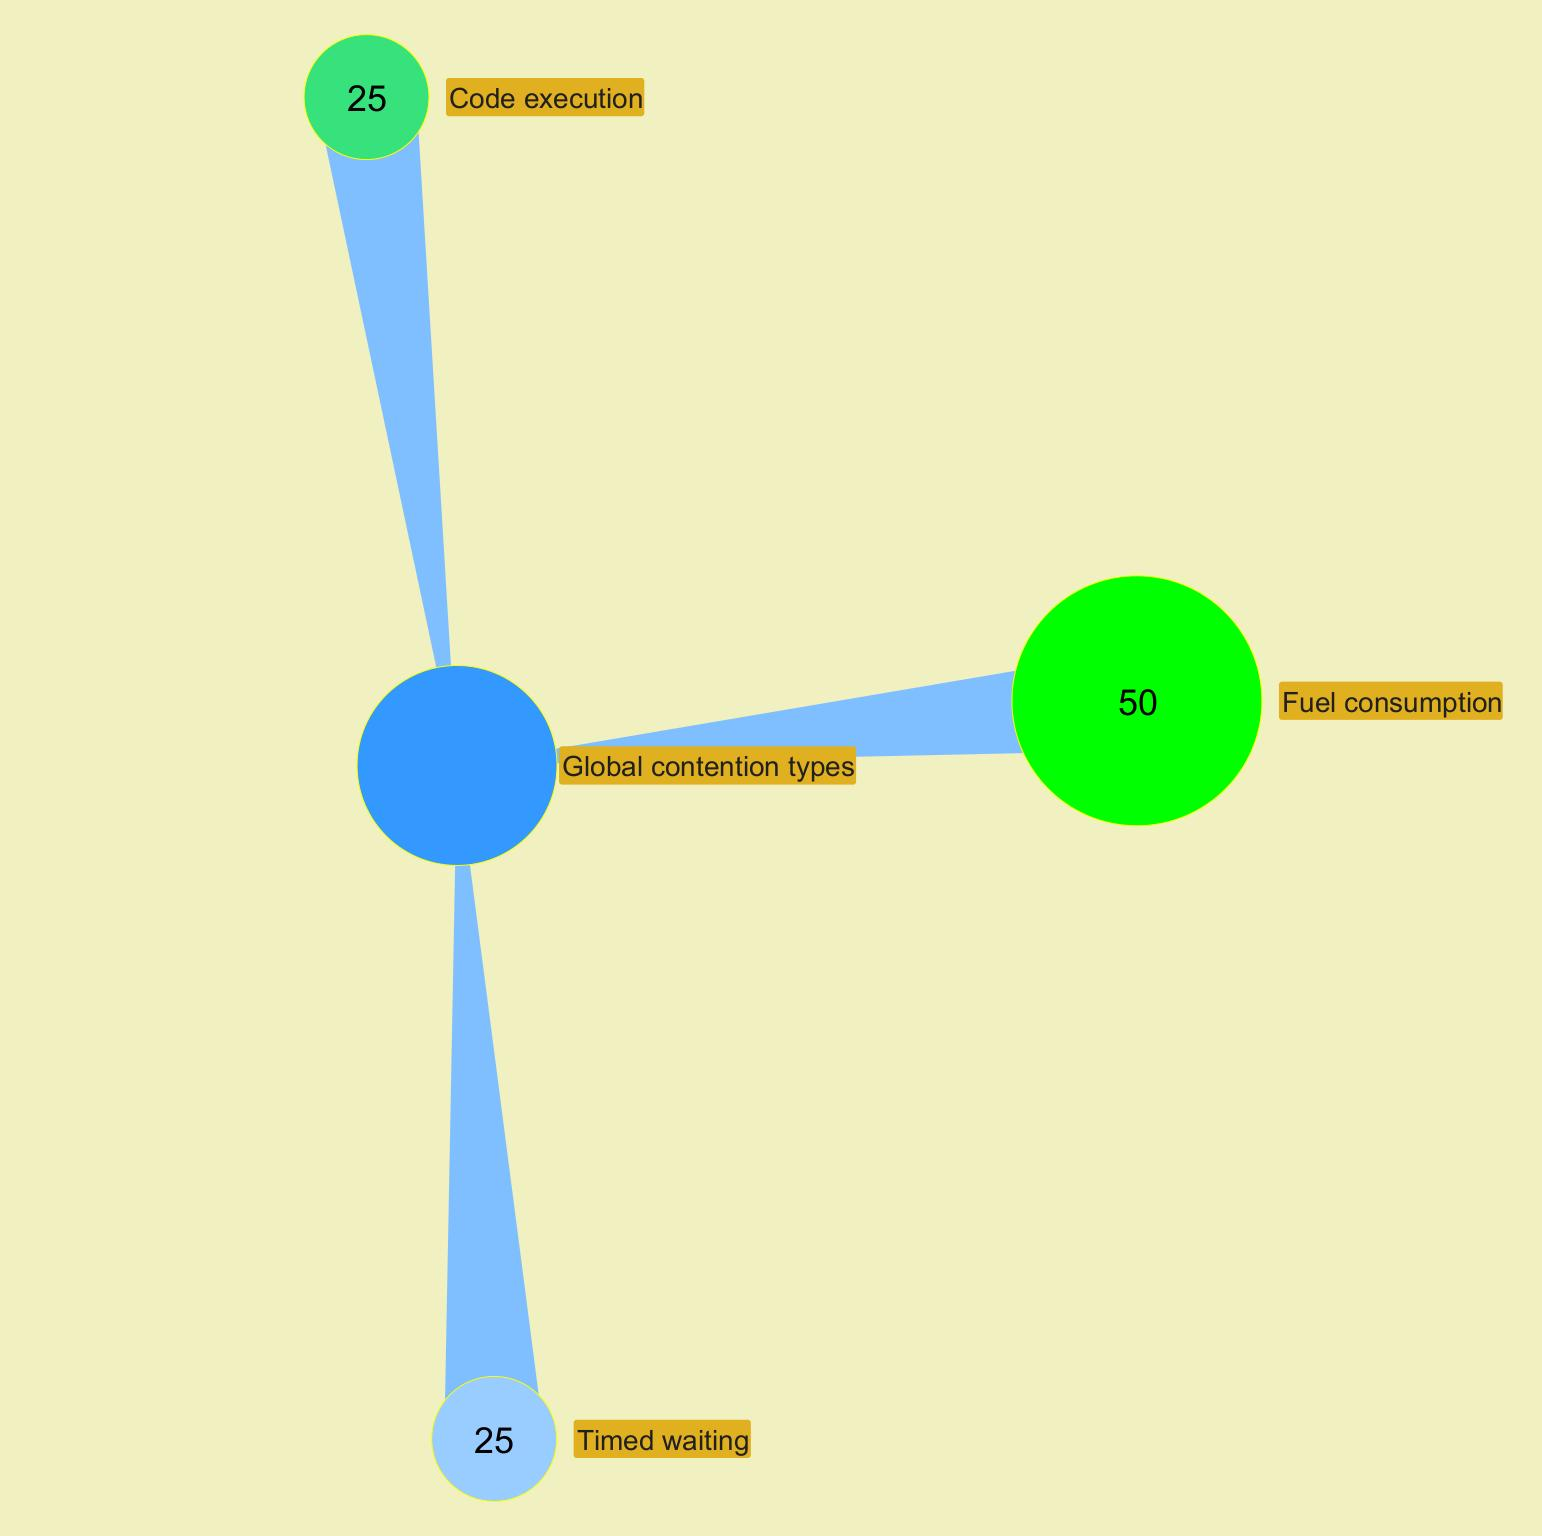 25
Code execution
50
Fuel consumption
Global contention types
25
Timed waiting